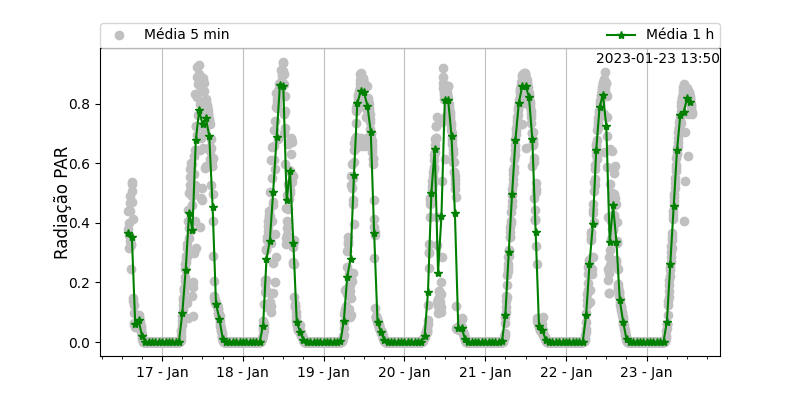 Média 5 min
Média 1 h
2023-01-23 13:50
Radiação PAR
0.8
0.6
0.4
0.2
0.0
17 - Jan
18 - Jan
19 - Jan
20 - Jan
21 - Jan
22 - Jan
23 - Jan